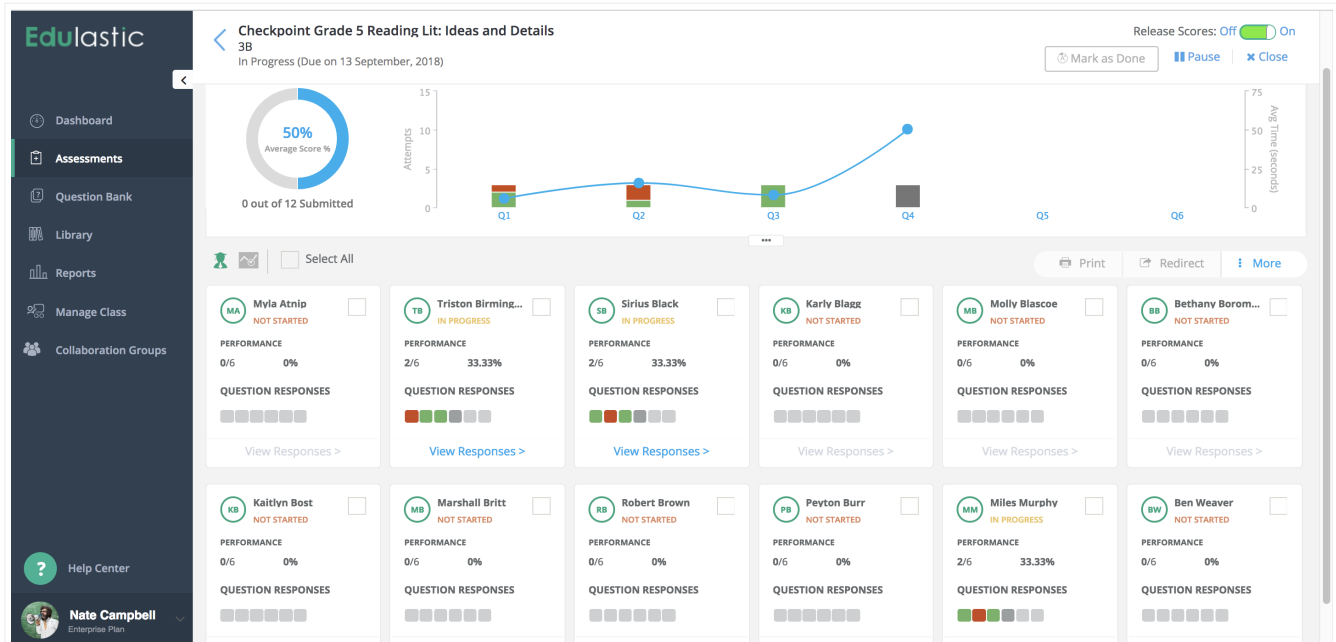 Edulastic
Dashboard
Assessments
Question Bank
Library
Reports
Manage Class
Collaboration Groups
Help Center
Nate Campbell
Enterprise Plan
Checkpoint Grade 5 Reading Lit: Ideas and Details
3B
In Progress (Due on 13 September, 2018)
Release Scores: Off On
Mark as Done Pause Close
50%
Average Score %
0 out of 12 Submitted
Attempts
15
10
5
0
Q1 Q2 Q3 Q4 Q5 Q6
75
50
25
0
Avg Time (seconds)
Select All
Print Redirect More
MA Myla Atnip
NOT STARTED
PERFORMANCE
0/6 0%
QUESTION RESPONSES
View Responses >
TB Triston Birming...
IN PROGRESS
PERFORMANCE
2/6 33.33%
QUESTION RESPONSES
View Responses >
SB Sirius Black
IN PROGRESS
PERFORMANCE
2/6 33.33%
QUESTION RESPONSES
View Responses >
KB Karly Blagg
NOT STARTED
PERFORMANCE
0/6 0%
QUESTION RESPONSES
View Responses >
MB Molly Blascoe
NOT STARTED
PERFORMANCE
0/6 0%
QUESTION RESPONSES
View Responses >
BB Bethany Borom...
NOT STARTED
PERFORMANCE
0/6 0%
QUESTION RESPONSES
View Responses >
KB Kaitlyn Bost
NOT STARTED
PERFORMANCE
0/6 0%
QUESTION RESPONSES
MB Marshall Britt
NOT STARTED
PERFORMANCE
0/6 0%
QUESTION RESPONSES
RB Robert Brown
NOT STARTED
PERFORMANCE
0/6 0%
QUESTION RESPONSES
PB Peyton Burr
NOT STARTED
PERFORMANCE
0/6 0%
QUESTION RESPONSES
MM Miles Murphy
IN PROGRESS
PERFORMANCE
2/6 33.33%
QUESTION RESPONSES
BW Ben Weaver
NOT STARTED
PERFORMANCE
0/6 0%
QUESTION RESPONSES